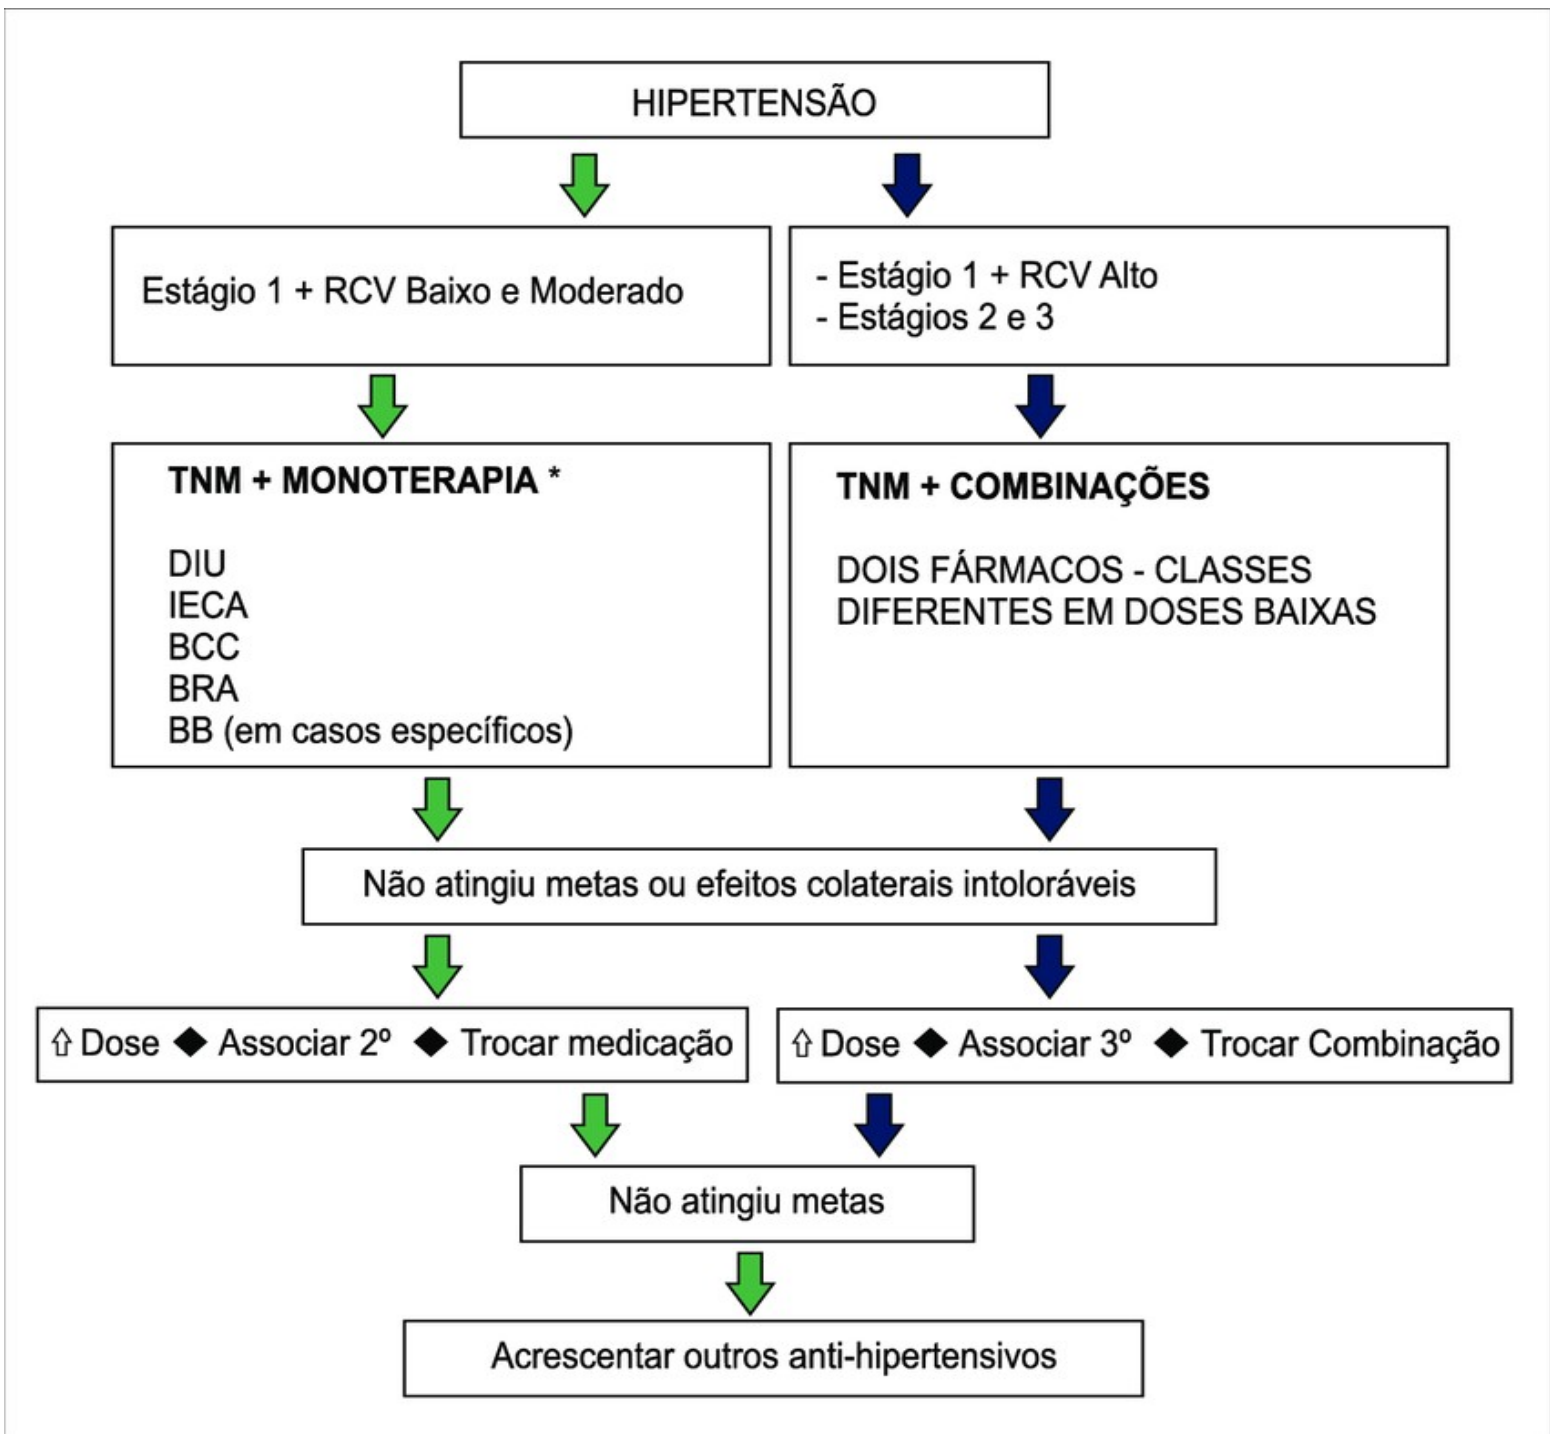 HIPERTENSÃO
Estágio 1 + RCV Baixo e Moderado
- Estágio 1 + RCV Alto
- Estágios 2 e 3
TNM + MONOTERAPIA *
DIU
IECA
BCC
BRA
BB (em casos específicos)
TNM + COMBINAÇÕES
DOIS FÁRMACOS - CLASSES
DIFERENTES EM DOSES BAIXAS
Não atingiu metas ou efeitos colaterais intoloráveis
⇧ Dose ◆ Associar 2º ◆ Trocar medicação
⇧ Dose ◆ Associar 3º ◆ Trocar Combinação
Não atingiu metas
Acrescentar outros anti-hipertensivos